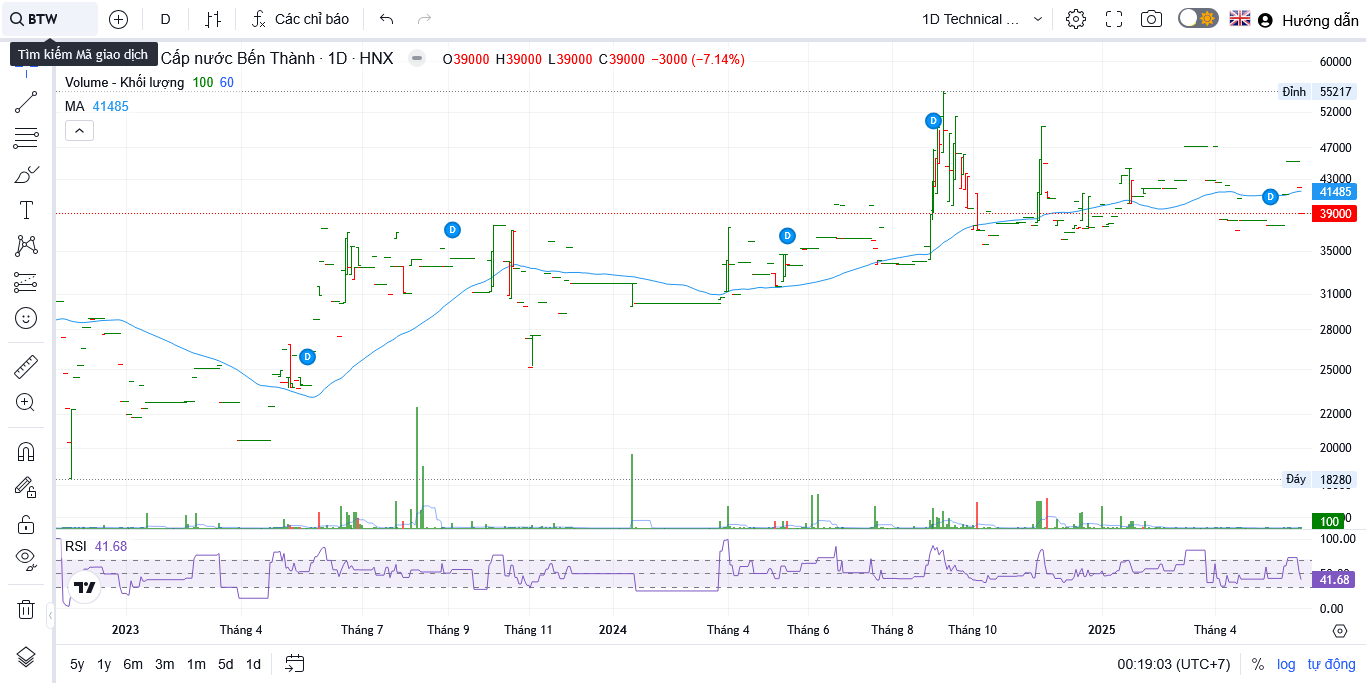 BTW
D
Các chỉ báo
1D Technical ...
Hướng dẫn
Tìm kiếm Mã giao dịch
Cấp nước Bến Thành · 1D · HNX
O39000 H39000 L39000 C39000 −3000 (−7.14%)
Volume - Khối lượng 100 60
MA 41485
60000
Đỉnh 55217
52000
47000
43000
41485
39000
35000
31000
28000
25000
22000
20000
Đáy 18280
100
D
D
D
D
D
RSI 41.68
100.00
41.68
0.00
2023
Tháng 4
Tháng 7
Tháng 9
Tháng 11
2024
Tháng 4
Tháng 6
Tháng 8
Tháng 10
2025
Tháng 4
5y 1y 6m 3m 1m 5d 1d
00:19:03 (UTC+7)
% log tự động